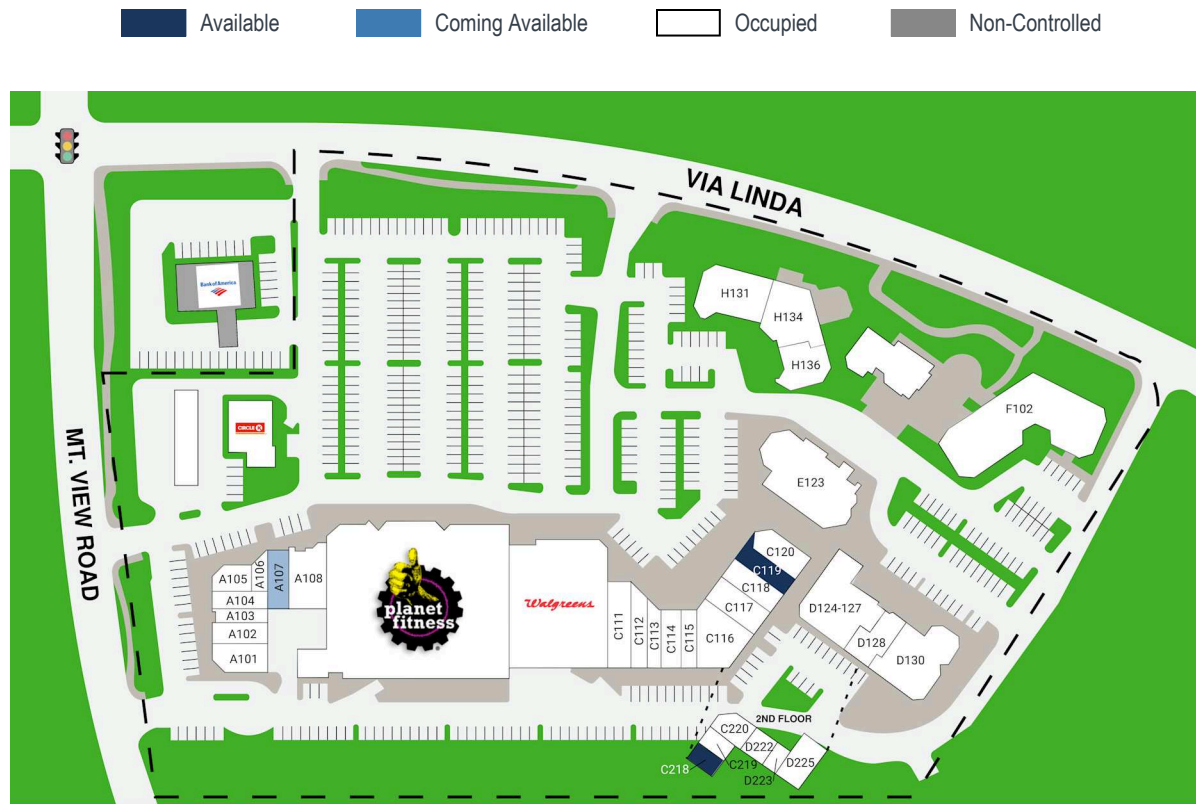 Available
Coming Available
Occupied
Non-Controlled
VIA LINDA
MT. VIEW ROAD
Bank of America
CIRCLE K
H131
H134
H136
F102
E123
A105
A106
A107
A108
A104
A103
A102
A101
planet
fitness
Walgreens
C111
C112
C113
C114
C115
C116
C117
C118
C119
C120
D124-127
D128
D130
2ND FLOOR
C220
D222
D225
C219
C218
D223